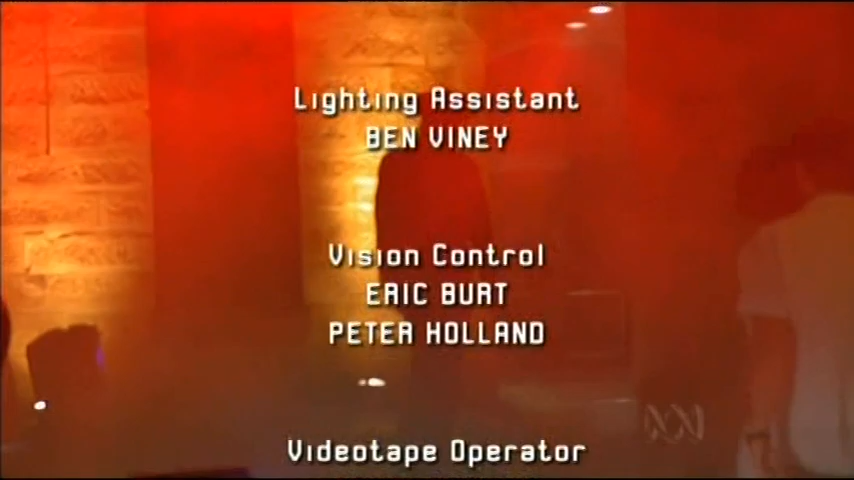 Lighting Assistant
BEN VINEY
Vision Control
ERIC BURT
PETER HOLLAND
Videotape Operator